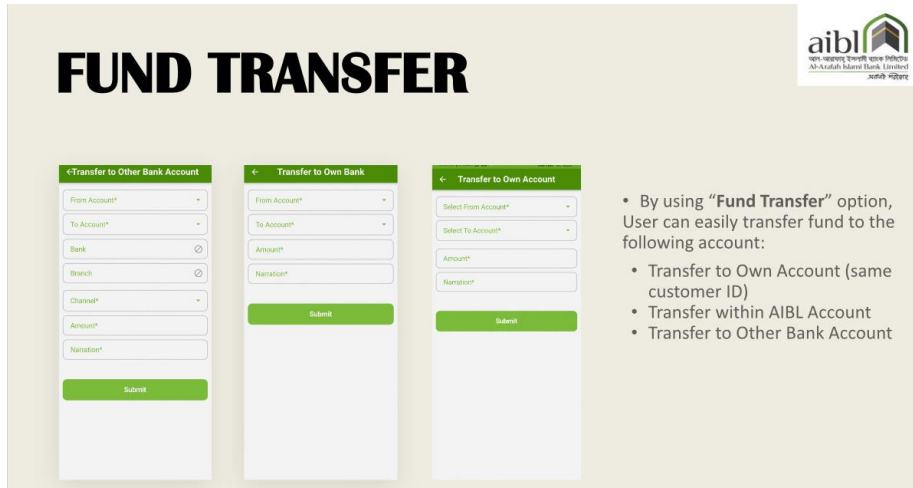 FUND TRANSFER
aibl
আল-আরাফাহ্ ইসলামী ব্যাংক লিমিটেড
Al-Arafah Islami Bank Limited
←Transfer to Other Bank Account
From Account*
To Account*
Bank
Branch
Channel*
Amount*
Narration*
Submit
← Transfer to Own Bank
From Account*
To Account*
Amount*
Narration*
Submit
← Transfer to Own Account
Select From Account*
Select To Account*
Amount*
Narration*
Submit
• By using “Fund Transfer” option,
User can easily transfer fund to the
following account:
• Transfer to Own Account (same
customer ID)
• Transfer within AIBL Account
• Transfer to Other Bank Account